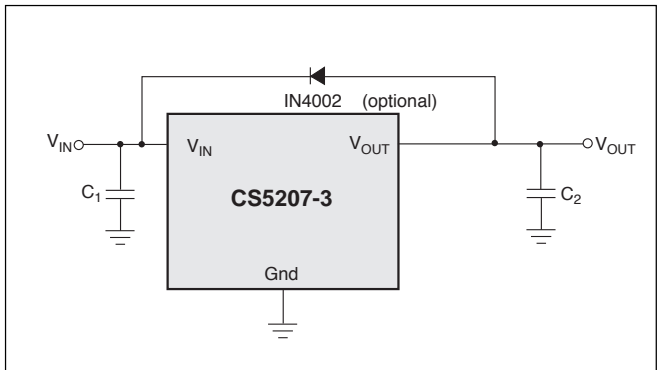 IN4002 (optional)
VIN
VIN
VOUT
VOUT
C1
CS5207-3
C2
Gnd